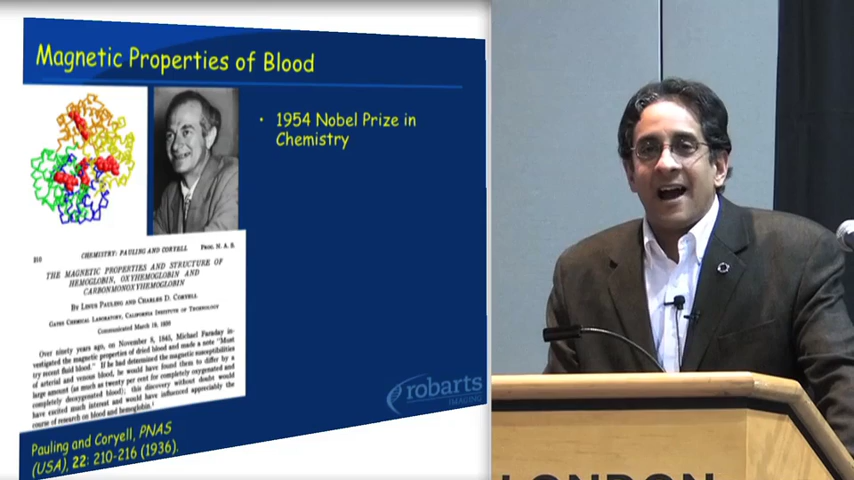 Magnetic Properties of Blood
• 1954 Nobel Prize in
Chemistry
210
CHEMISTRY: PAULING AND CORYELL
PROC. N. A. S.
THE MAGNETIC PROPERTIES AND STRUCTURE OF
HEMOGLOBIN, OXYHEMOGLOBIN AND
CARBONMONOXYHEMOGLOBIN
BY LINUS PAULING AND CHARLES D. CORYELL
GATES CHEMICAL LABORATORY, CALIFORNIA INSTITUTE OF TECHNOLOGY
Communicated March 19, 1936
Over ninety years ago, on November 8, 1845, Michael Faraday in-
vestigated the magnetic properties of dried blood and made a note "Must
try recent fluid blood." If he had determined the magnetic susceptibilities
of arterial and venous blood, he would have found them to differ by a
large amount (as much as twenty per cent for completely oxygenated and
completely deoxygenated blood); this discovery without doubt would
have excited much interest and would have influenced appreciably the
course of research on blood and hemoglobin.¹
Pauling and Coryell, PNAS
(USA), 22: 210-216 (1936).
robarts
IMAGING
LONDON